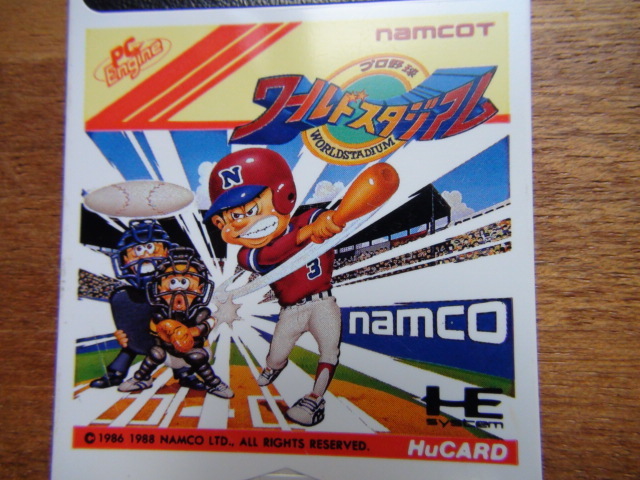 PC Engine
namcoT
プロ野球
ワールドスタジアム
WORLDSTADIUM
N
3
namco
HE
SYSTEM
© 1986 1988 NAMCO LTD., ALL RIGHTS RESERVED.
HuCARD